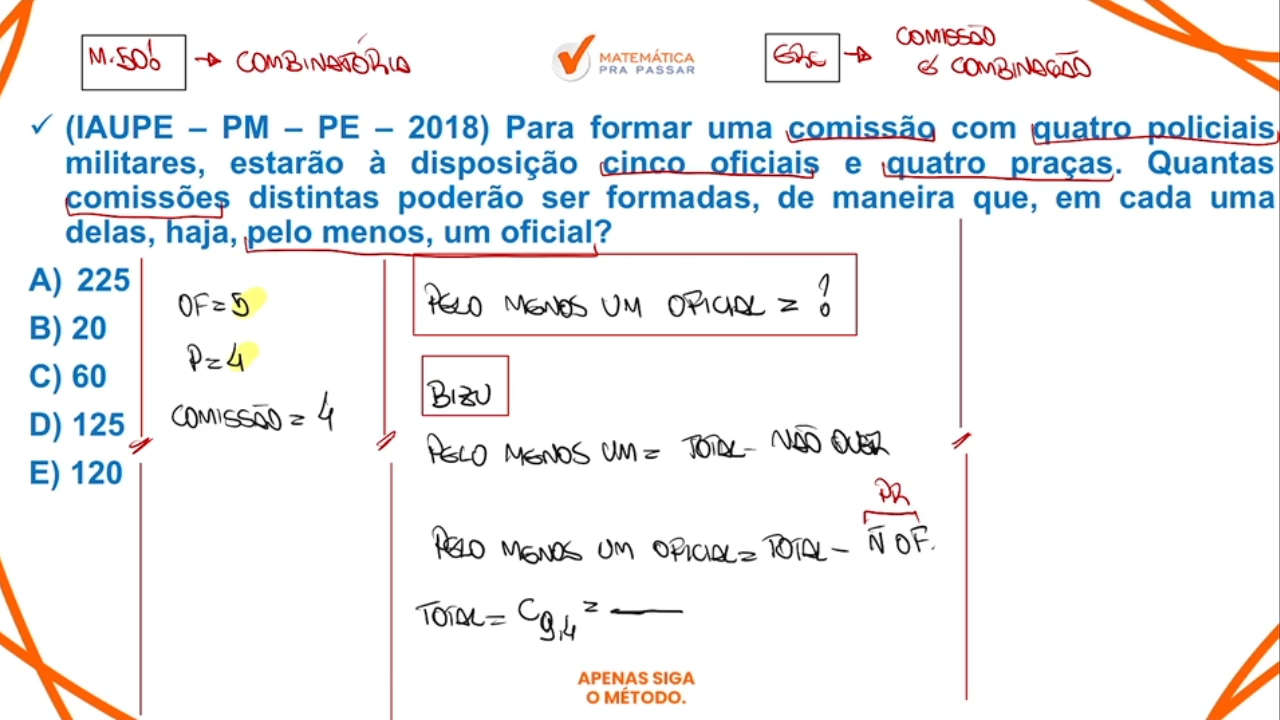 M.50!
→ COMBINATÓRIA
MATEMÁTICA
PRA PASSAR
→ COMISSÃO
É COMBINAÇÃO
✓ (IAUPE – PM – PE – 2018) Para formar uma comissão com quatro policiais
militares, estarão à disposição cinco oficiais e quatro praças. Quantas
comissões distintas poderão ser formadas, de maneira que, em cada uma
delas, haja, pelo menos, um oficial?
A) 225
B) 20
C) 60
D) 125
E) 120
OF = 5
P = 4
COMISSÃO = 4
PELO MENOS UM OFICIAL = ?
BIZU
PELO MENOS UM = TOTAL - NÃO QUER
PR
PELO MENOS UM OFICIAL = TOTAL - Ñ OF.
TOTAL = C9,4 =
APENAS SIGA
O MÉTODO.